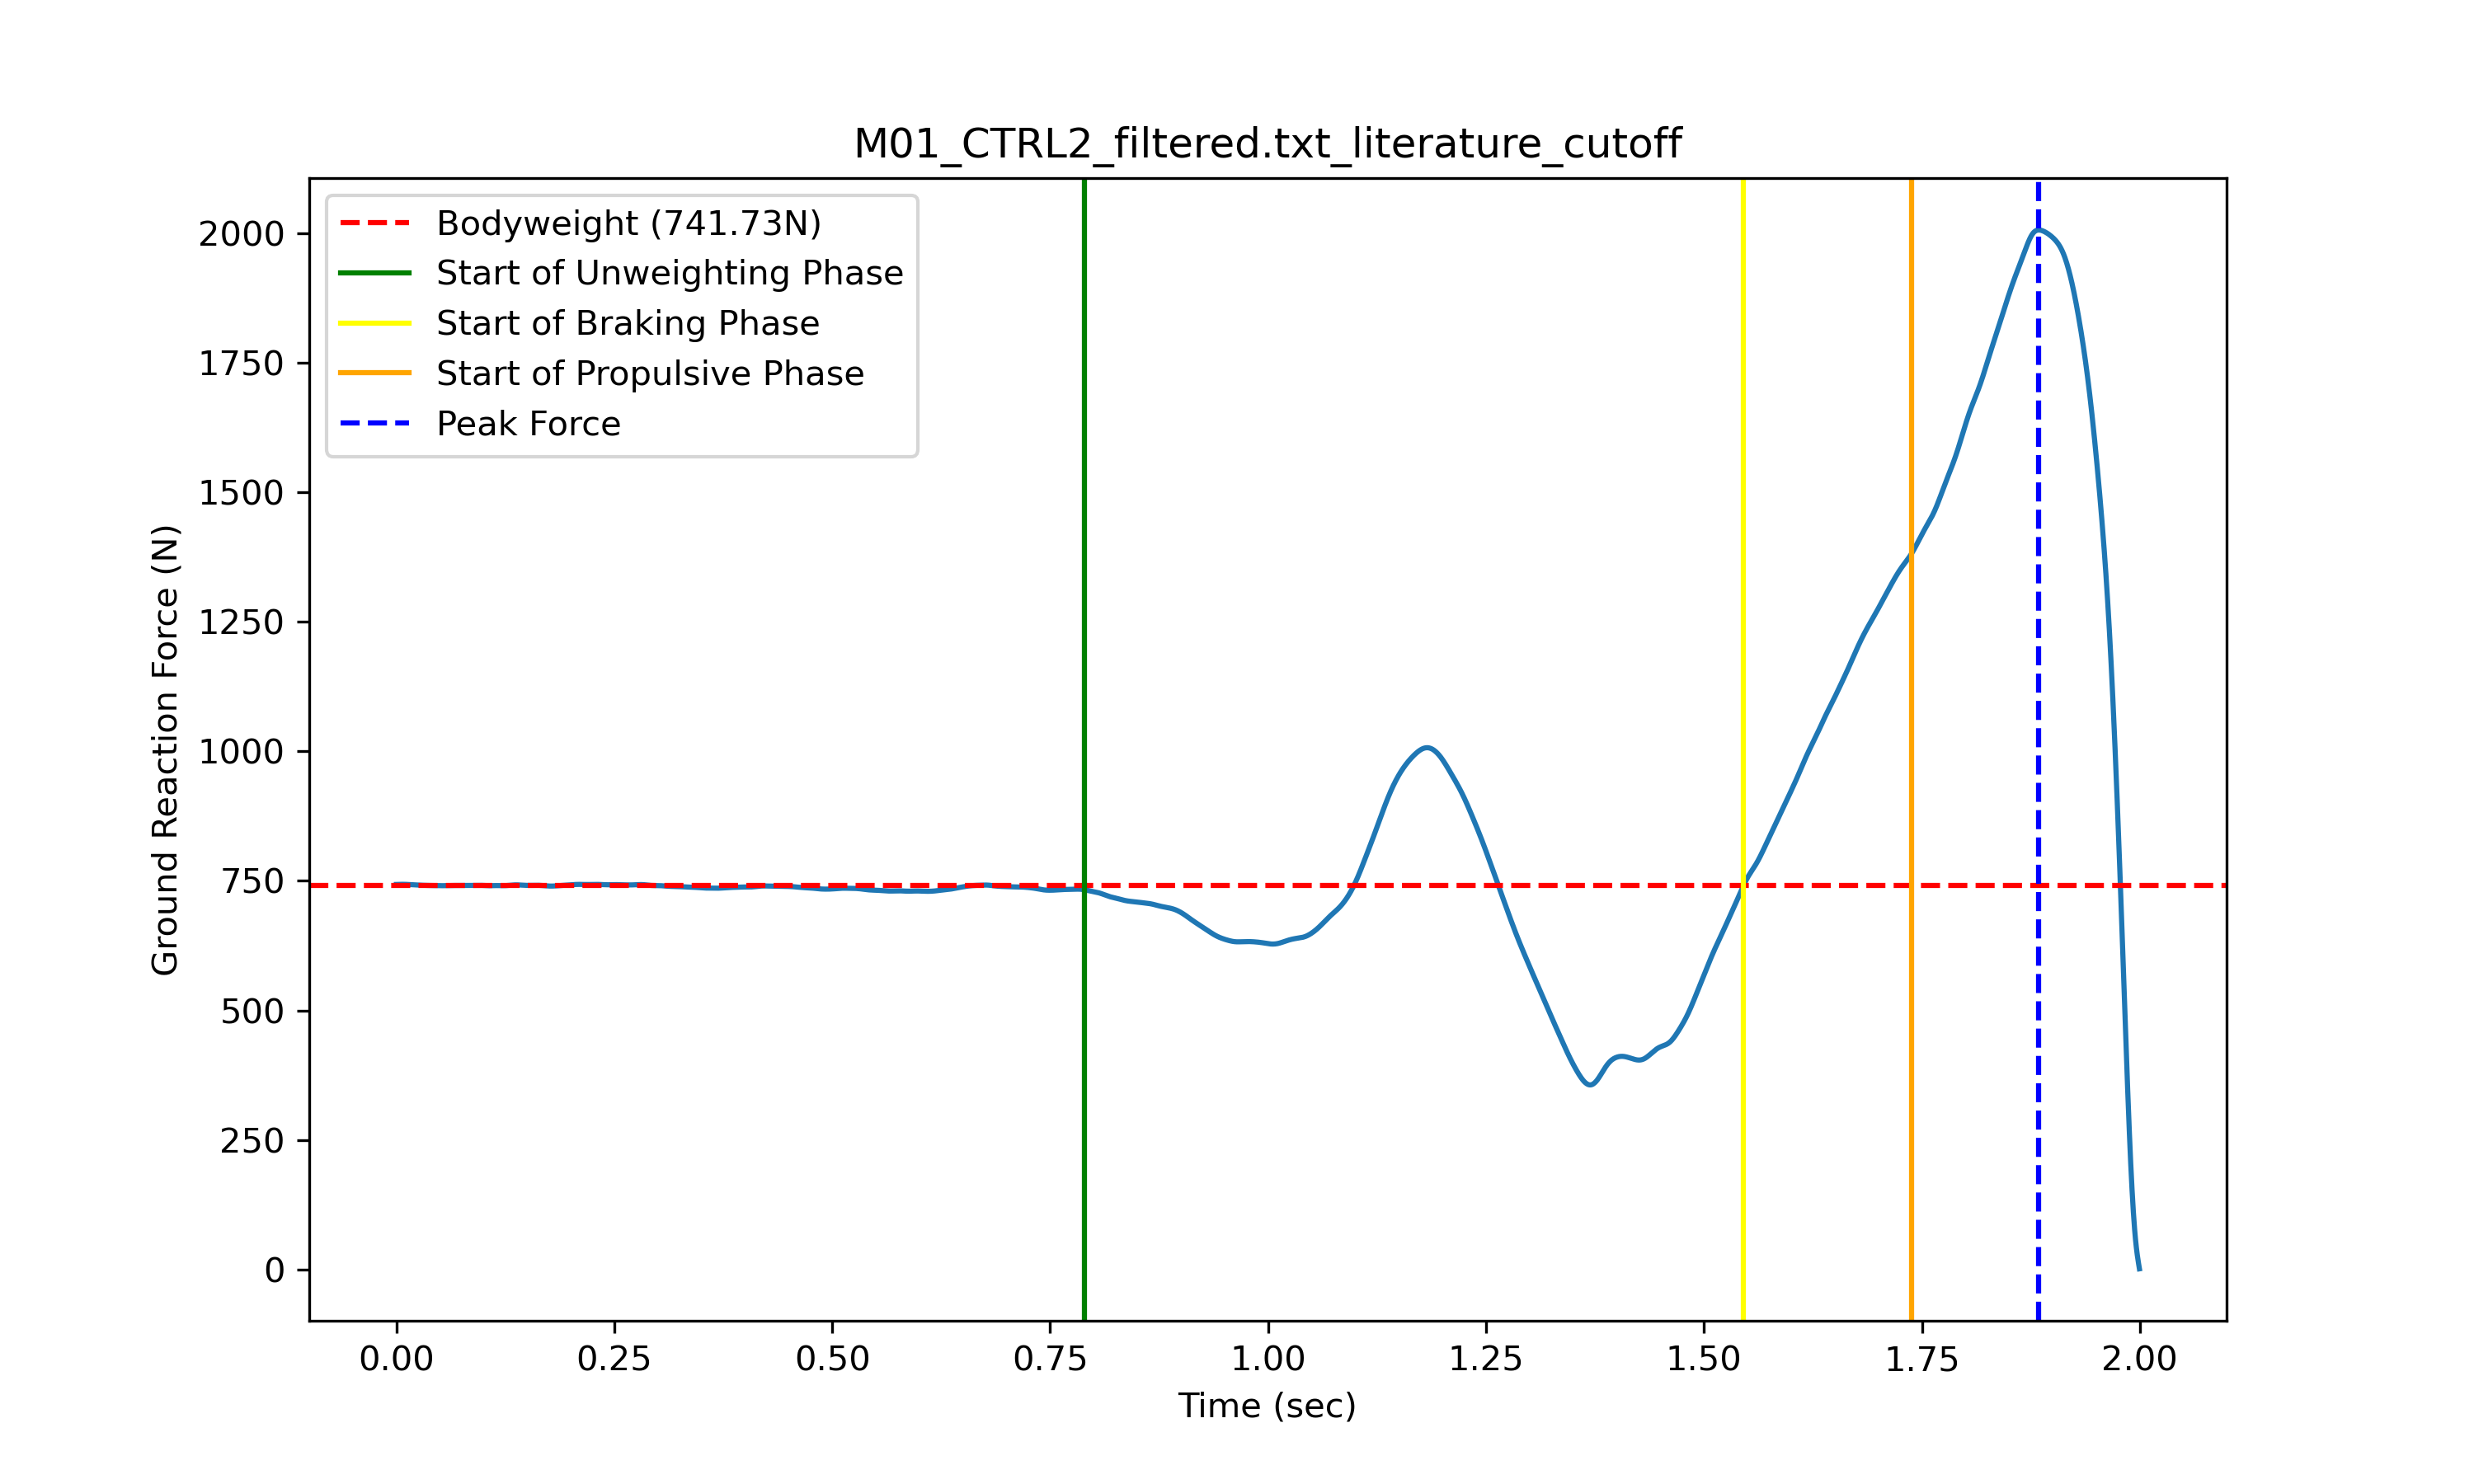 M01_CTRL2_filtered.txt_literature_cutoff
Bodyweight (741.73N)
Start of Unweighting Phase
Start of Braking Phase
Start of Propulsive Phase
Peak Force
Ground Reaction Force (N)
2000
1750
1500
1250
1000
750
500
250
0
0.00 0.25 0.50 0.75 1.00 1.25 1.50 1.75 2.00
Time (sec)